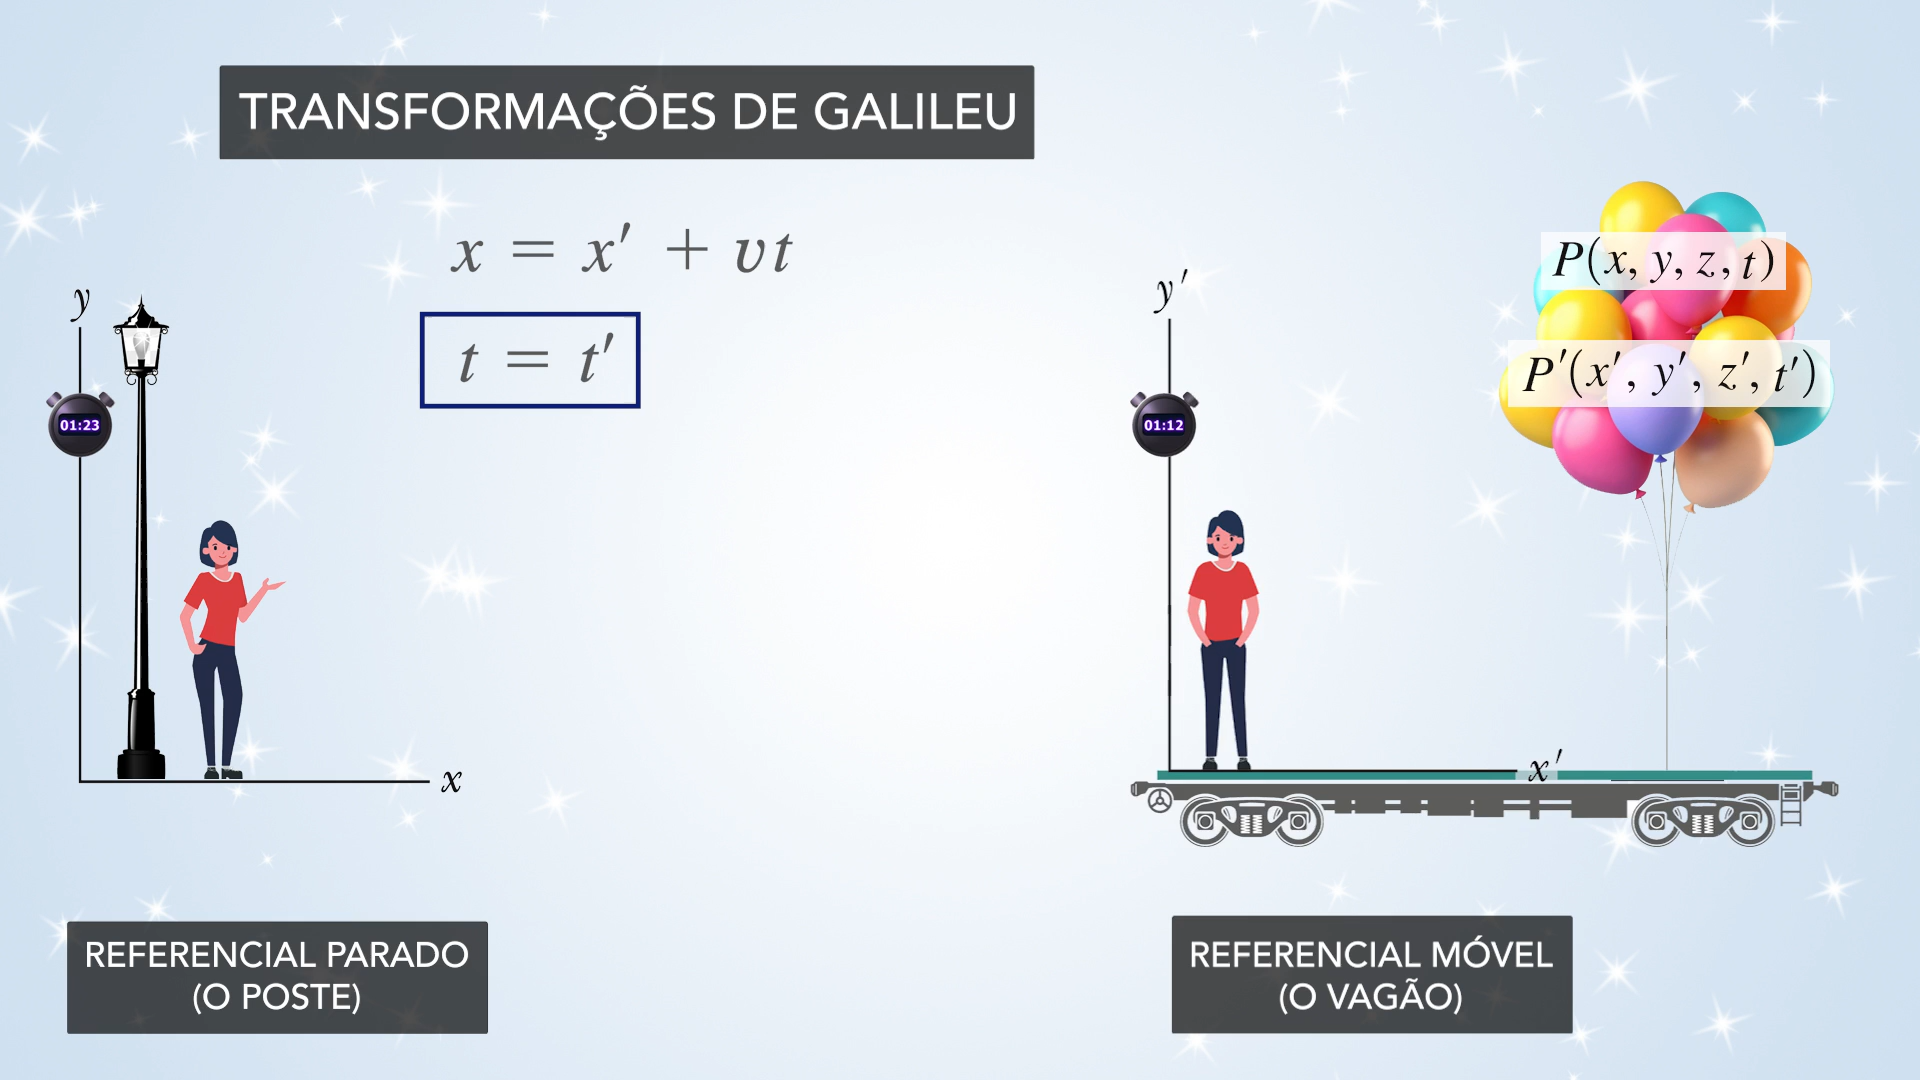 TRANSFORMAÇÕES DE GALILEU
x = x′ + vt
t = t′
y
01:23
x
REFERENCIAL PARADO
(O POSTE)
y′
01:12
x′
P(x, y, z, t)
P′(x′, y′, z′, t′)
REFERENCIAL MÓVEL
(O VAGÃO)